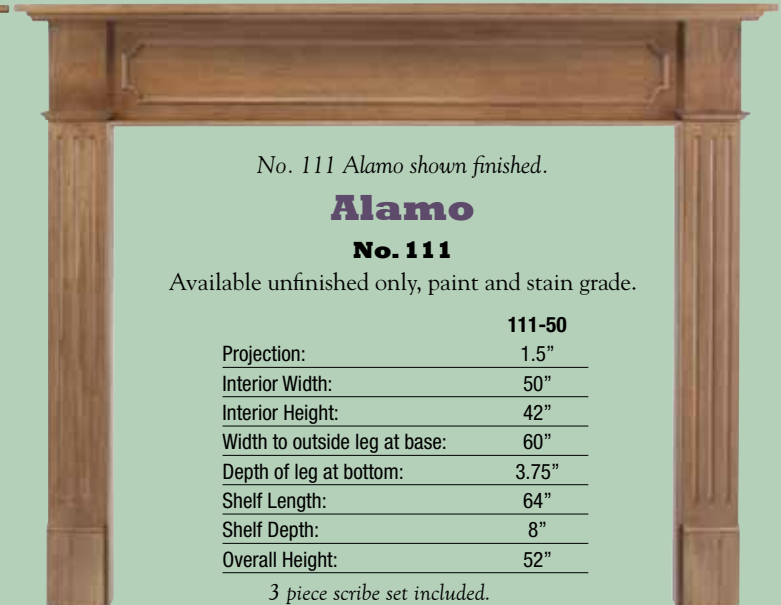 No. 111 Alamo shown finished.
Alamo
No. 111
Available unfinished only, paint and stain grade.
111-50
Projection: 1.5”
Interior Width: 50”
Interior Height: 42”
Width to outside leg at base: 60”
Depth of leg at bottom: 3.75”
Shelf Length: 64”
Shelf Depth: 8”
Overall Height: 52”
3 piece scribe set included.